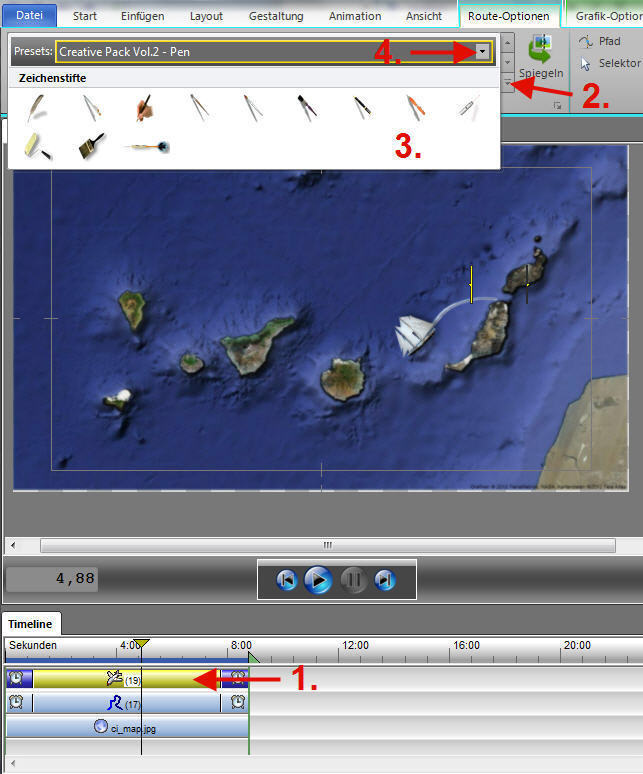 Datei Start Einfügen Layout Gestaltung Animation Ansicht Route-Optionen Grafik-Optionen
Presets: Creative Pack Vol.2 - Pen
4.
Pfad
Zeichenstifte
Spiegeln
Selektor
2.
3.
4,88
Timeline
Sekunden 4:00 8:00 12:00 16:00 20:00
(19)
1.
(17)
ci_map.jpg